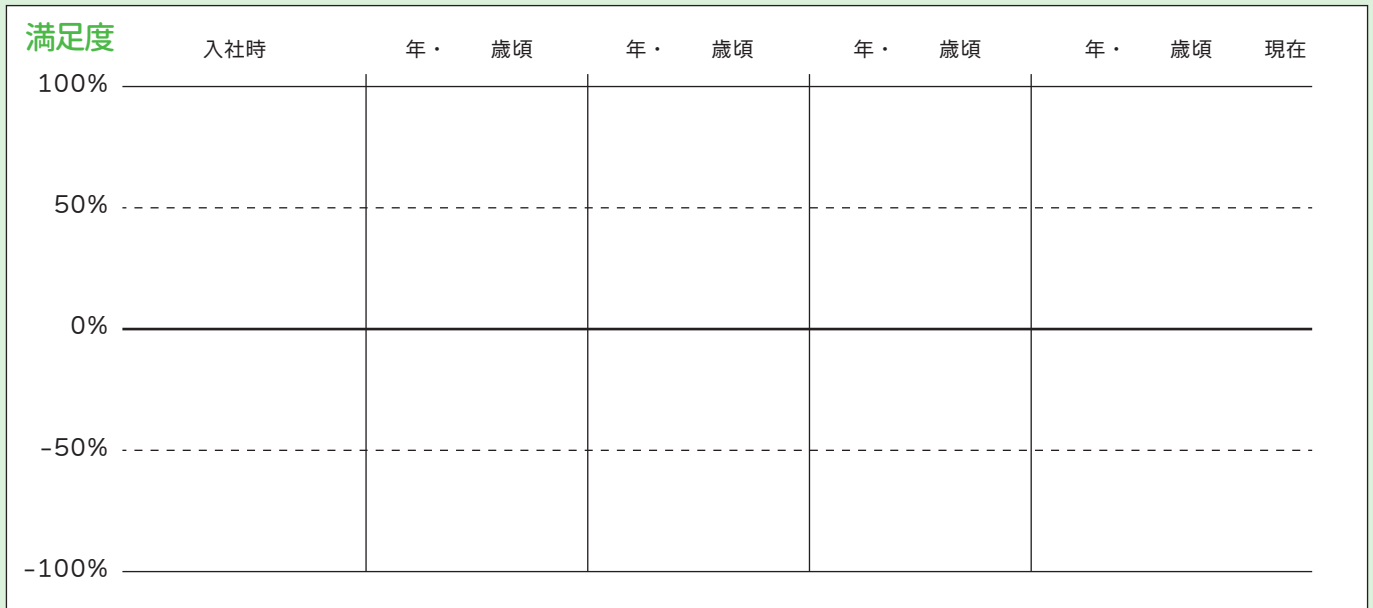 満足度
入社時 年・ 歳頃 年・ 歳頃 年・ 歳頃 年・ 歳頃 現在
100%
50%
0%
-50%
-100%